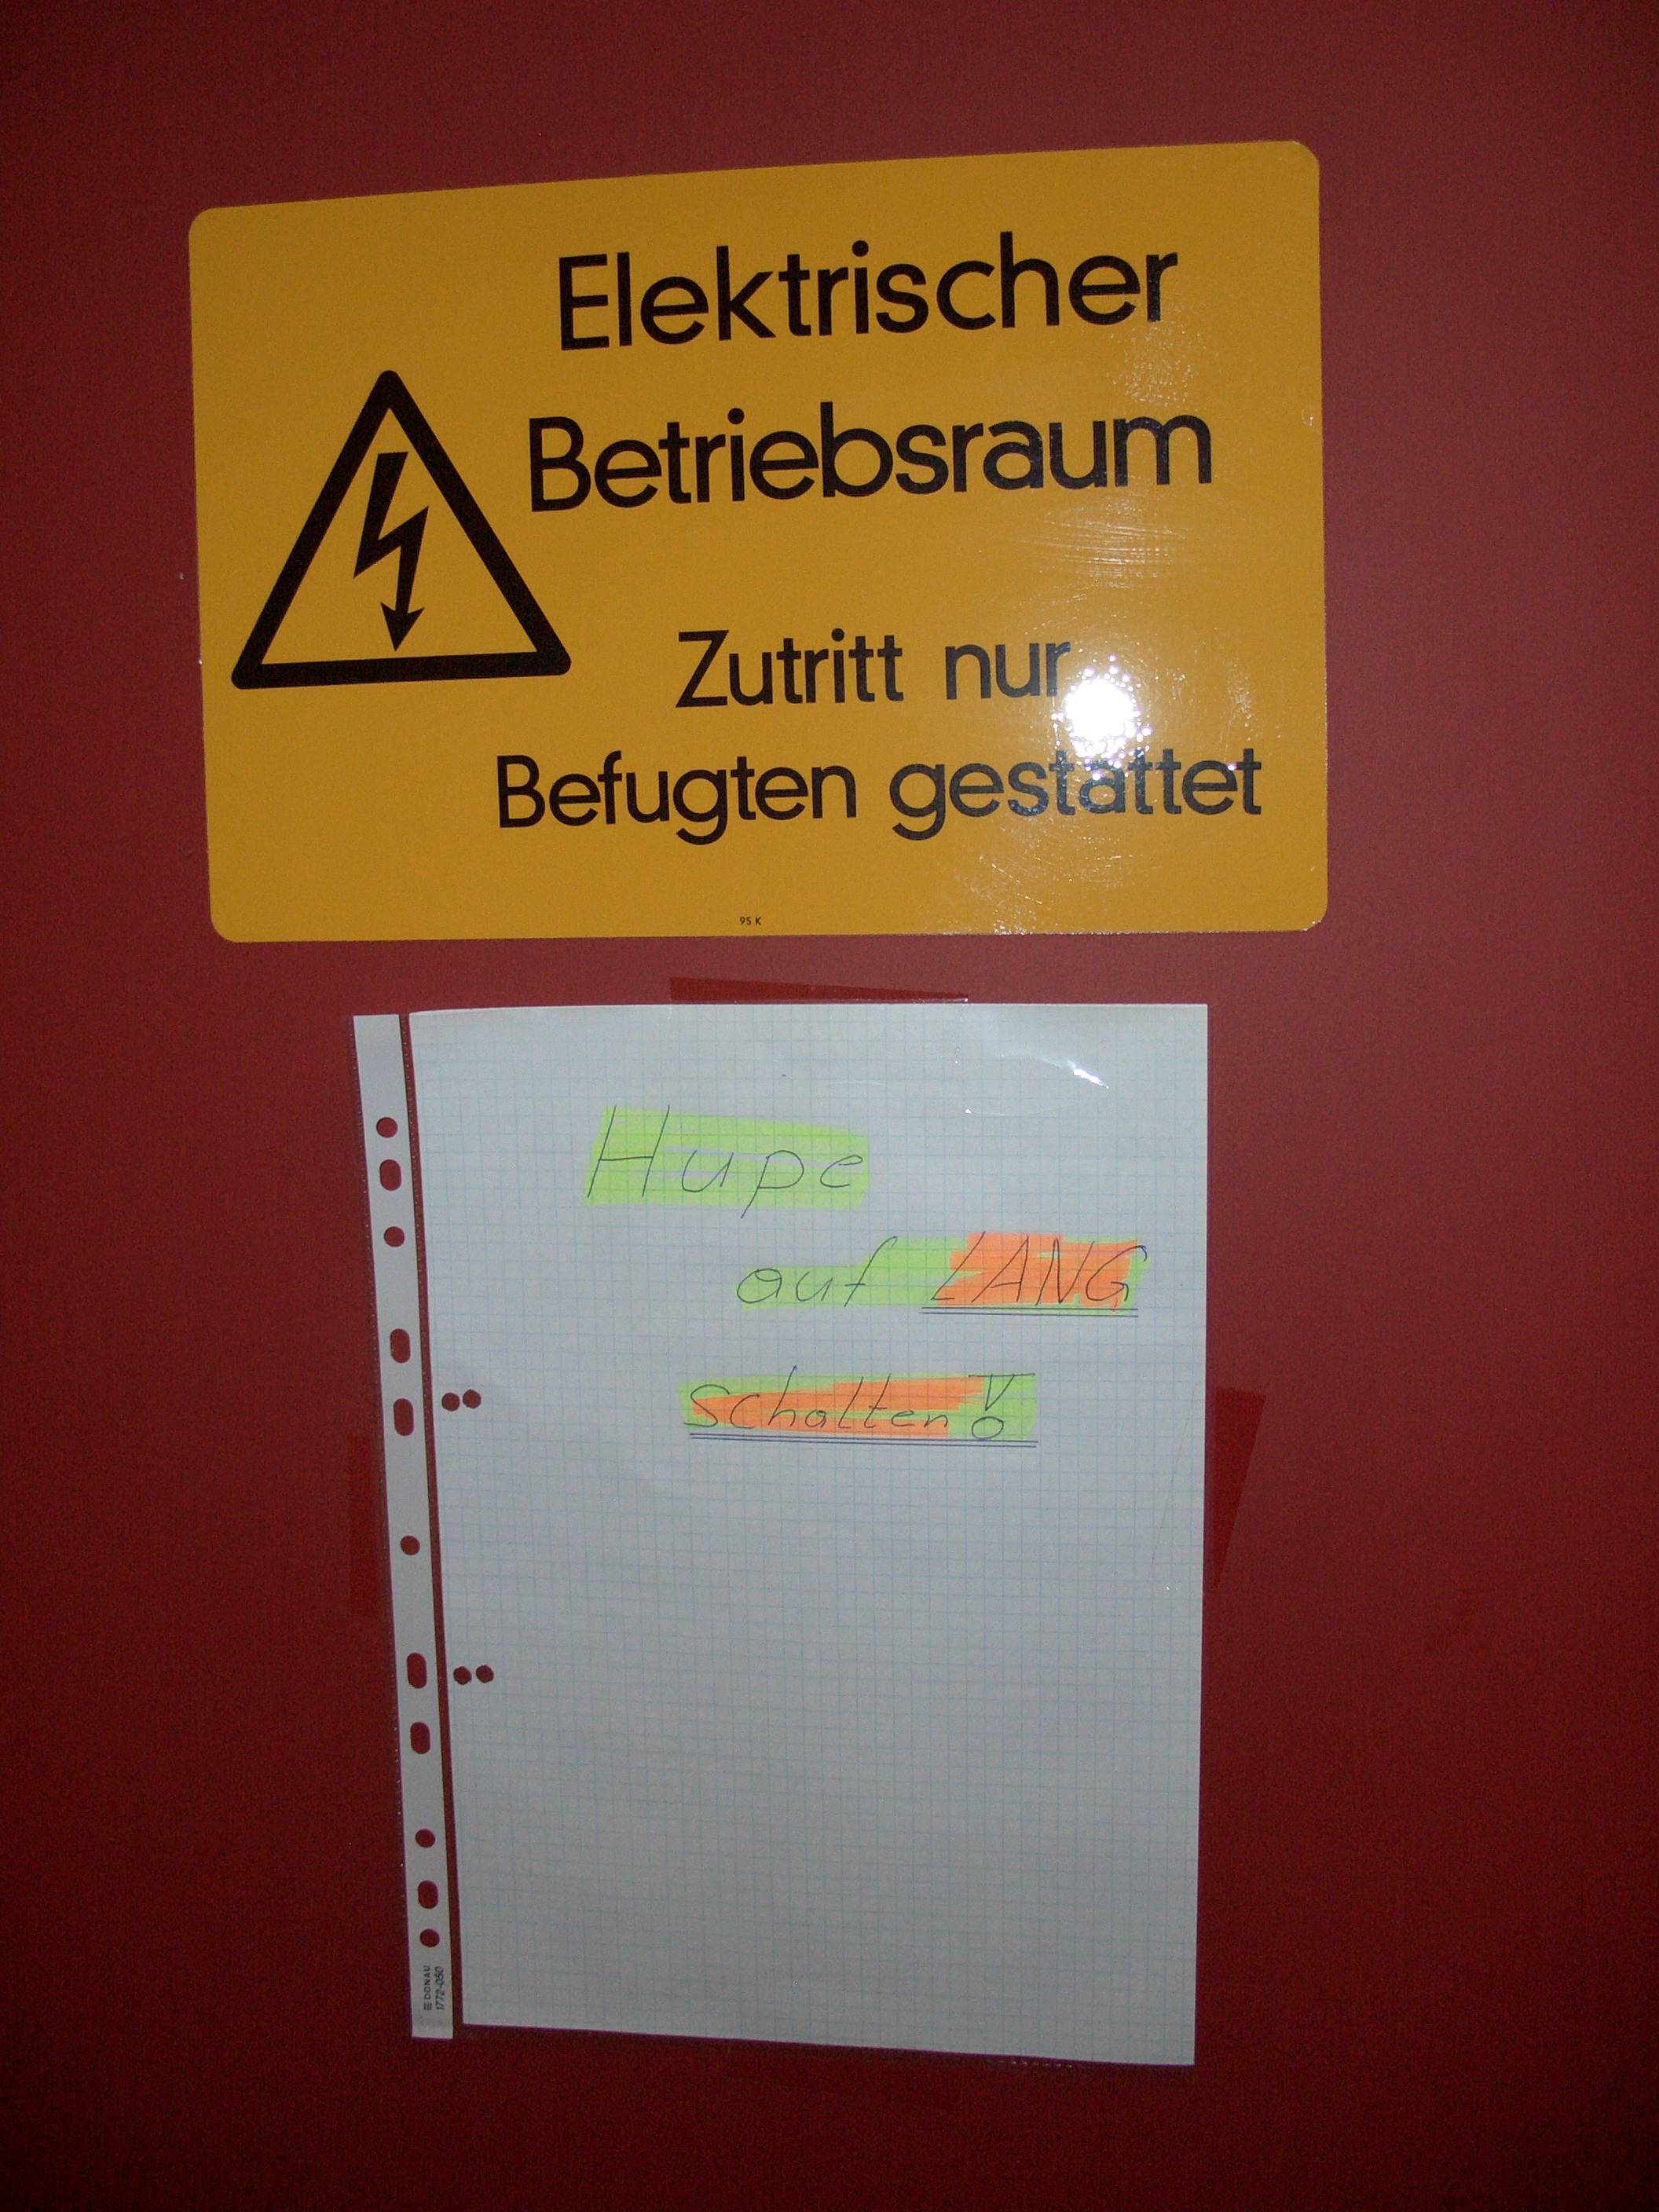 Elektrischer
Betriebsraum
Zutritt nur
Befugten gestattet
95 K
Hupe
auf LANG
schalten!
DONAU
1772-050